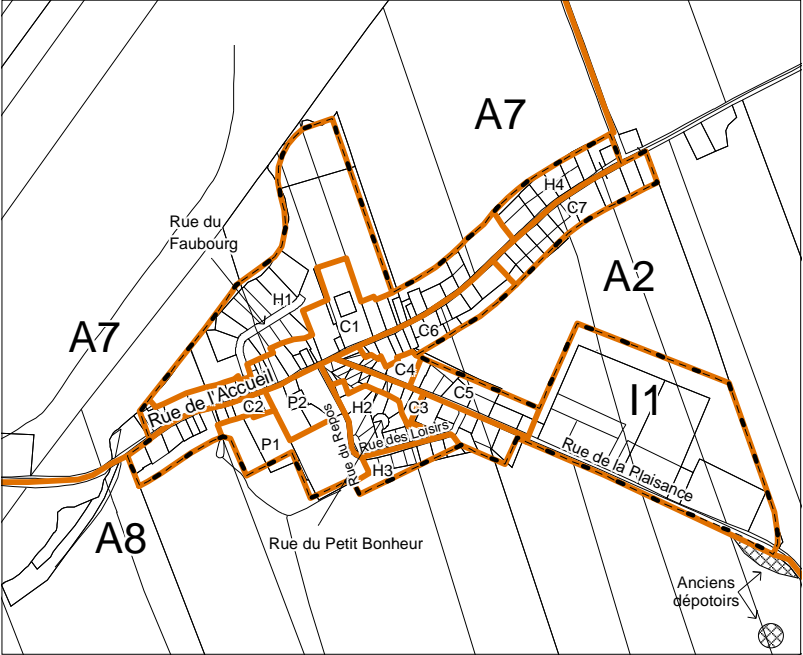 A7
H4
Rue du
Faubourg
C7
A2
H1
C1
A7
C6
C4
Rue de l'Accueil
C5
I1
C2
P2
H2
C3
Rue du Repos
P1
Rue des Loisirs
Rue de la Plaisance
H3
A8
Rue du Petit Bonheur
Anciens
dépotoirs